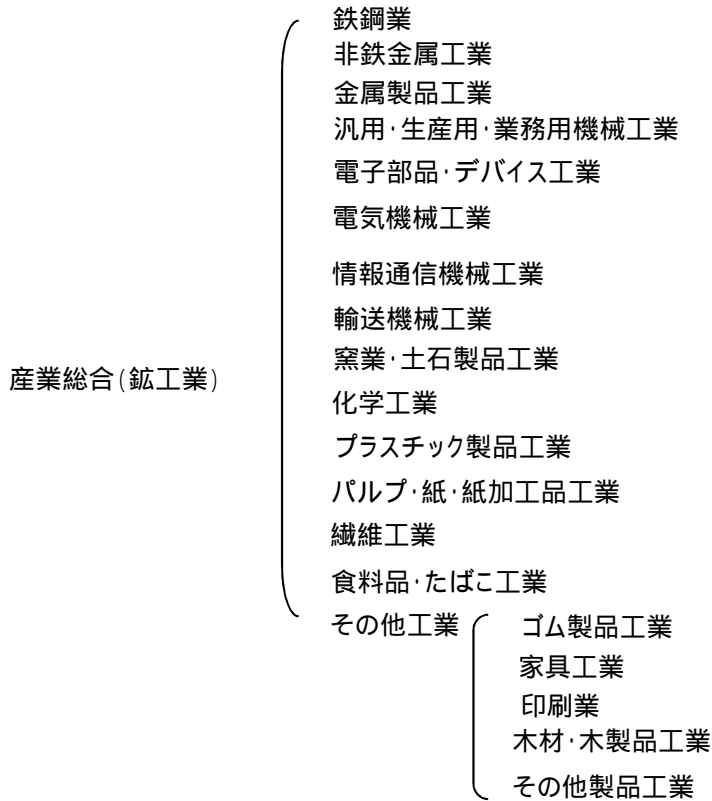 鉄鋼業
非鉄金属工業
金属製品工業
汎用・生産用・業務用機械工業
電子部品・デバイス工業
電気機械工業
情報通信機械工業
輸送機械工業
窯業・土石製品工業
産業総合(鉱工業)
化学工業
プラスチック製品工業
パルプ・紙・紙加工品工業
繊維工業
食料品・たばこ工業
その他工業
ゴム製品工業
家具工業
印刷業
木材・木製品工業
その他製品工業